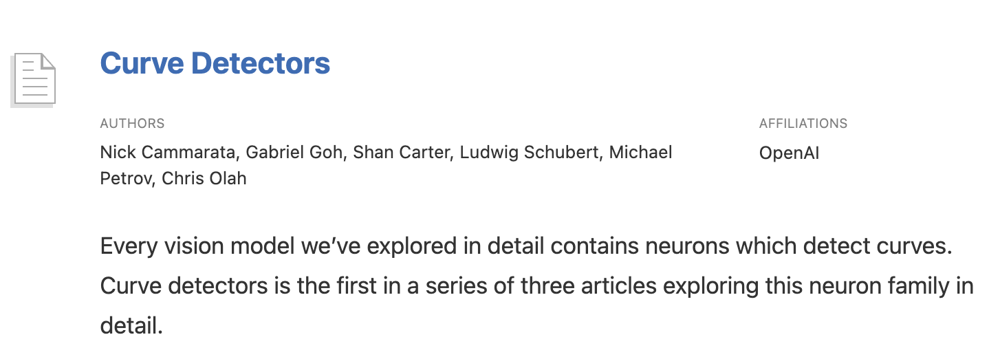 Curve Detectors
AUTHORS
Nick Cammarata, Gabriel Goh, Shan Carter, Ludwig Schubert, Michael
Petrov, Chris Olah
AFFILIATIONS
OpenAI
Every vision model we’ve explored in detail contains neurons which detect curves.
Curve detectors is the first in a series of three articles exploring this neuron family in
detail.